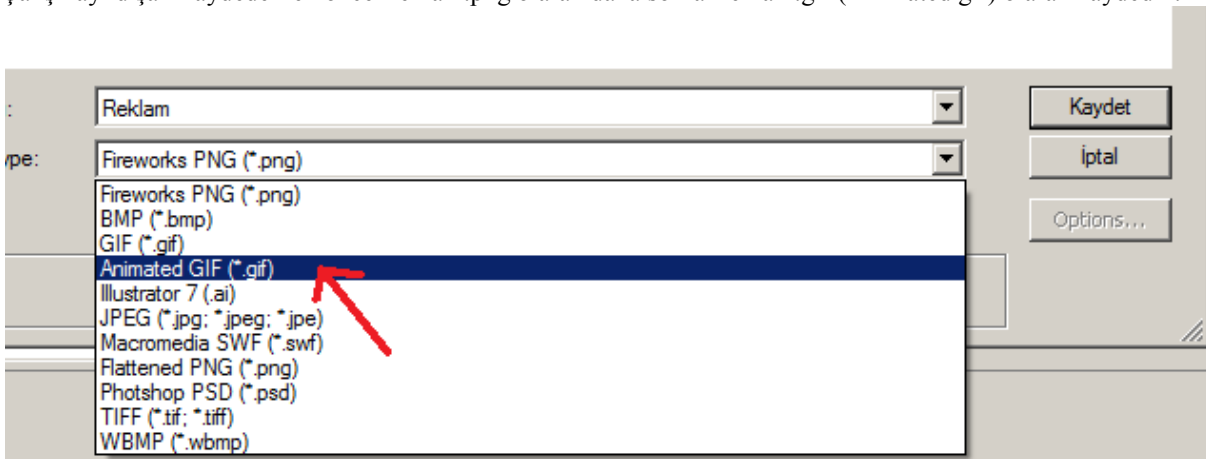 :
Reklam
Kaydet
ype:
Fireworks PNG (*.png)
İptal
Fireworks PNG (*.png)
BMP (*.bmp)
GIF (*.gif)
Options...
Animated GIF (*.gif)
Illustrator 7 (.ai)
JPEG (*.jpg; *.jpeg; *.jpe)
Macromedia SWF (*.swf)
Flattened PNG (*.png)
Photshop PSD (*.psd)
TIFF (*.tif; *.tiff)
WBMP (*.wbmp)